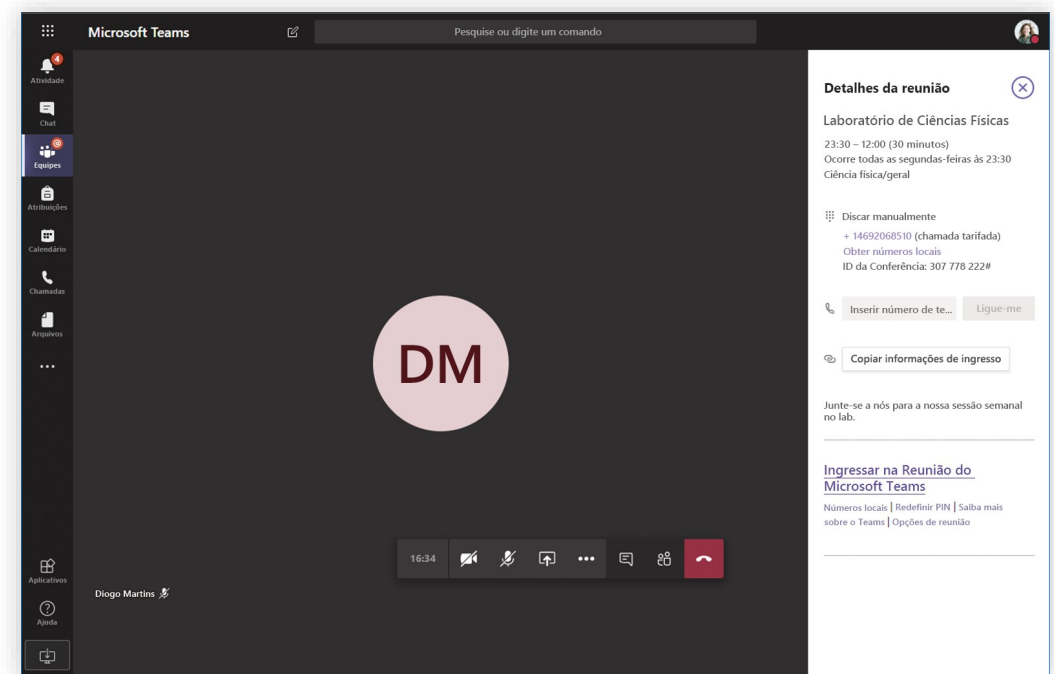 Microsoft Teams
Pesquise ou digite um comando
4
Atividade
Chat
@
Equipes
Atribuições
Calendário
Chamadas
Arquivos
Aplicativos
Ajuda
DM
Diogo Martins
16:34
Detalhes da reunião
Laboratório de Ciências Físicas
23:30 – 12:00 (30 minutos)
Ocorre todas as segundas-feiras às 23:30
Ciência física/geral
Discar manualmente
+ 14692068510 (chamada tarifada)
Obter números locais
ID da Conferência: 307 778 222#
Inserir número de te... Ligue-me
Copiar informações de ingresso
Junte-se a nós para a nossa sessão semanal
no lab.
Ingressar na Reunião do
Microsoft Teams
Números locais | Redefinir PIN | Saiba mais
sobre o Teams | Opções de reunião